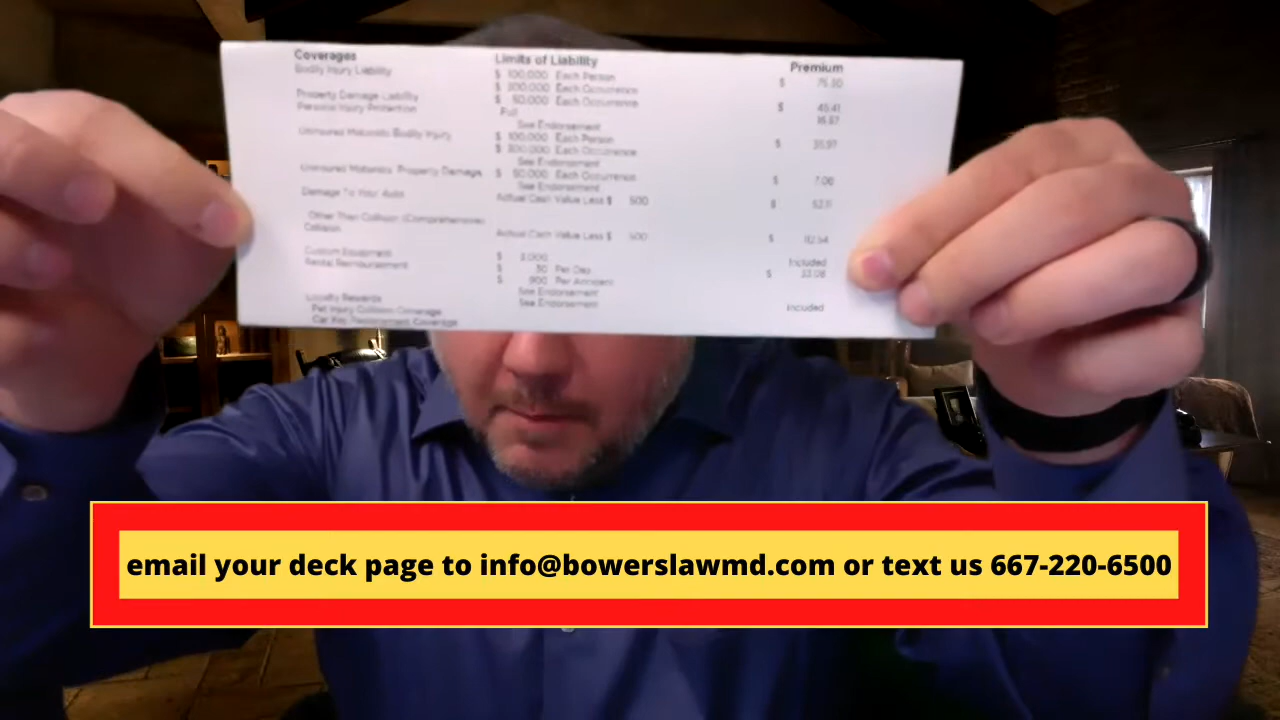 Coverages Limits of Liability Premium
Bodily Injury Liability $ 100,000 Each Person $ 75.90
$ 300,000 Each Occurrence
Property Damage Liability $ 50,000 Each Occurrence $ 45.41
Personal Injury Protection Full 16.87
See Endorsement
Uninsured Motorists Bodily Injury $ 100,000 Each Person $ 35.97
$ 300,000 Each Occurrence
See Endorsement
Uninsured Motorists Property Damage $ 50,000 Each Occurrence $ 7.08
See Endorsement
Damage To Your Auto Actual Cash Value Less $ 500 $ 52.11
Other Than Collision (Comprehensive)
Collision Actual Cash Value Less $ 500 $ 112.54
Custom Equipment $ 3,000 Included
Rental Reimbursement $ 30 Per Day $ 33.08
$ 900 Per Accident
See Endorsement
Loyalty Rewards See Endorsement Included
Pet Injury Collision Coverage
Car Key Replacement Coverage
email your deck page to info@bowerslawmd.com or text us 667-220-6500